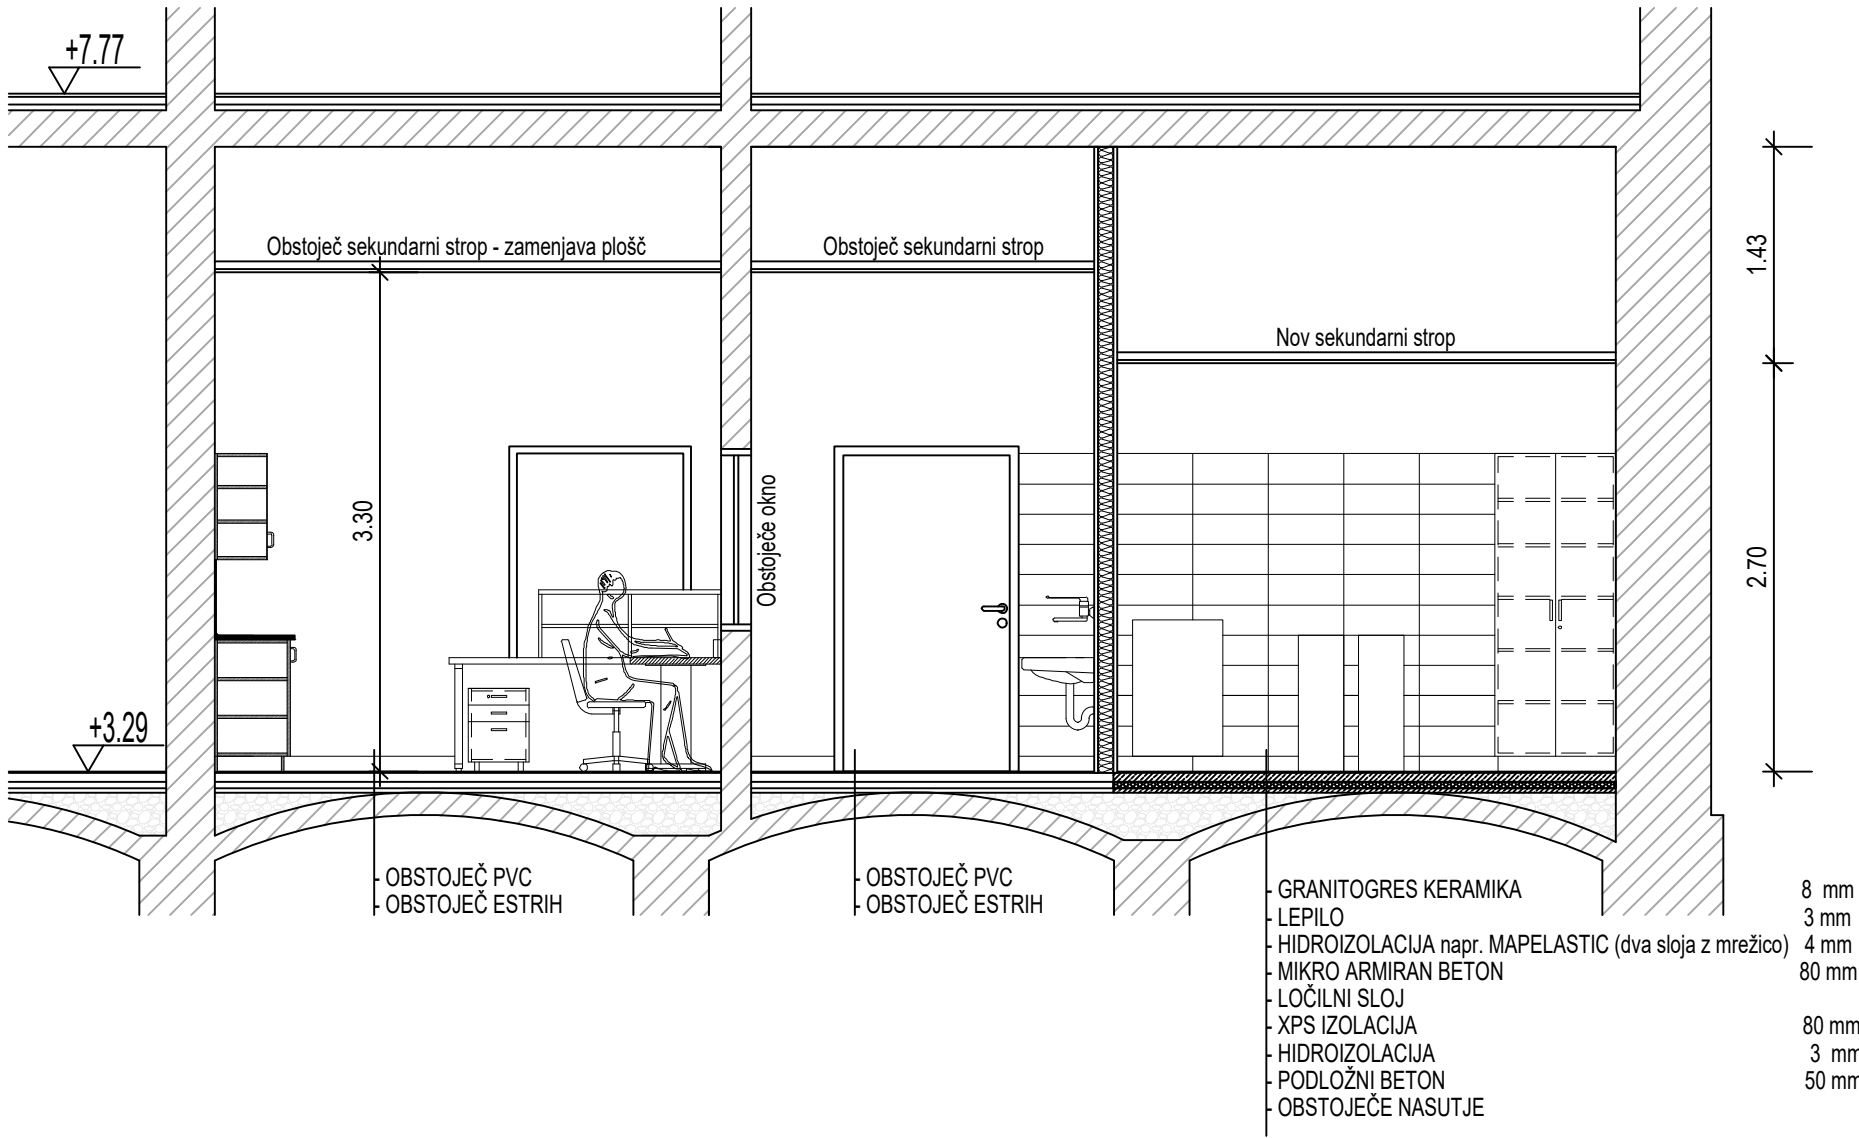 +7.77
Obstoječ sekundarni strop - zamenjava plošč
Obstoječ sekundarni strop
1.43
Nov sekundarni strop
3.30
Obstoječe okno
2.70
+3.29
OBSTOJEČ PVC
OBSTOJEČ ESTRIH
OBSTOJEČ PVC
OBSTOJEČ ESTRIH
GRANITOGRES KERAMIKA 8 mm
LEPILO 3 mm
HIDROIZOLACIJA napr. MAPELASTIC (dva sloja z mrežico) 4 mm
MIKRO ARMIRAN BETON 80 mm
LOČILNI SLOJ
XPS IZOLACIJA 80 mm
HIDROIZOLACIJA 3 mm
PODLOŽNI BETON 50 mm
OBSTOJEČE NASUTJE